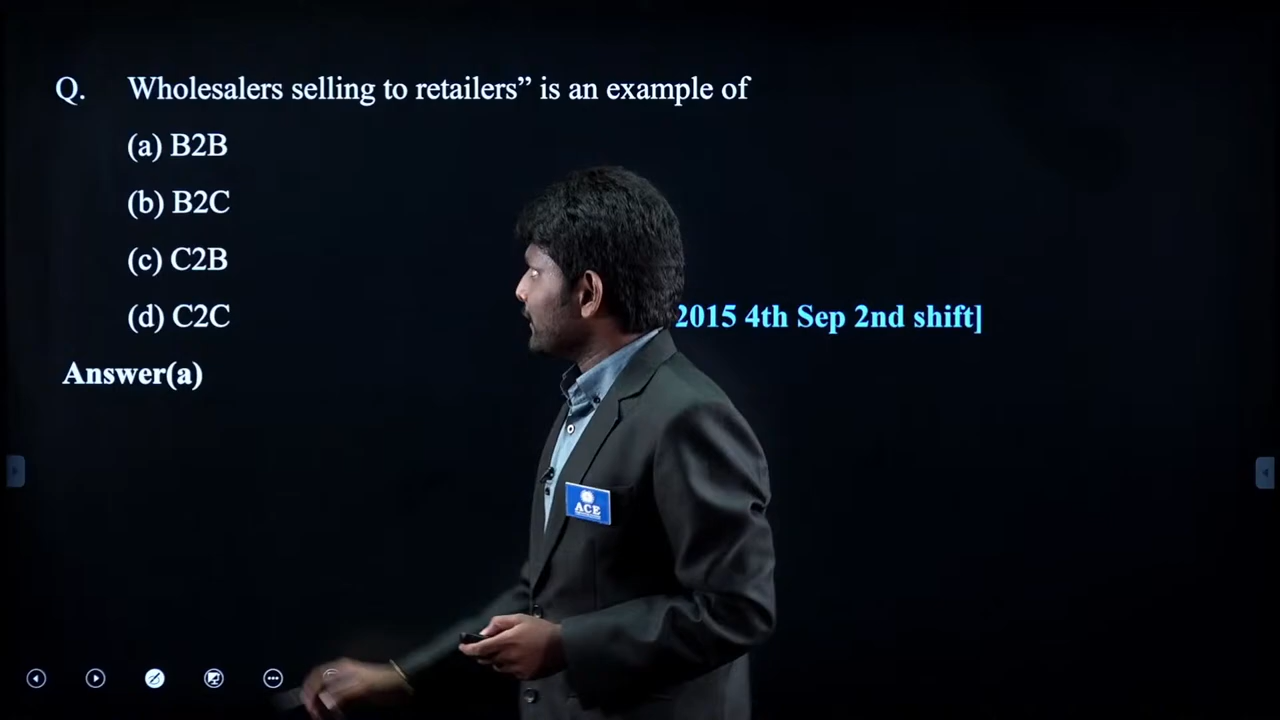 Q. Wholesalers selling to retailers” is an example of
(a) B2B
(b) B2C
(c) C2B
(d) C2C
2015 4th Sep 2nd shift]
Answer(a)
ACE